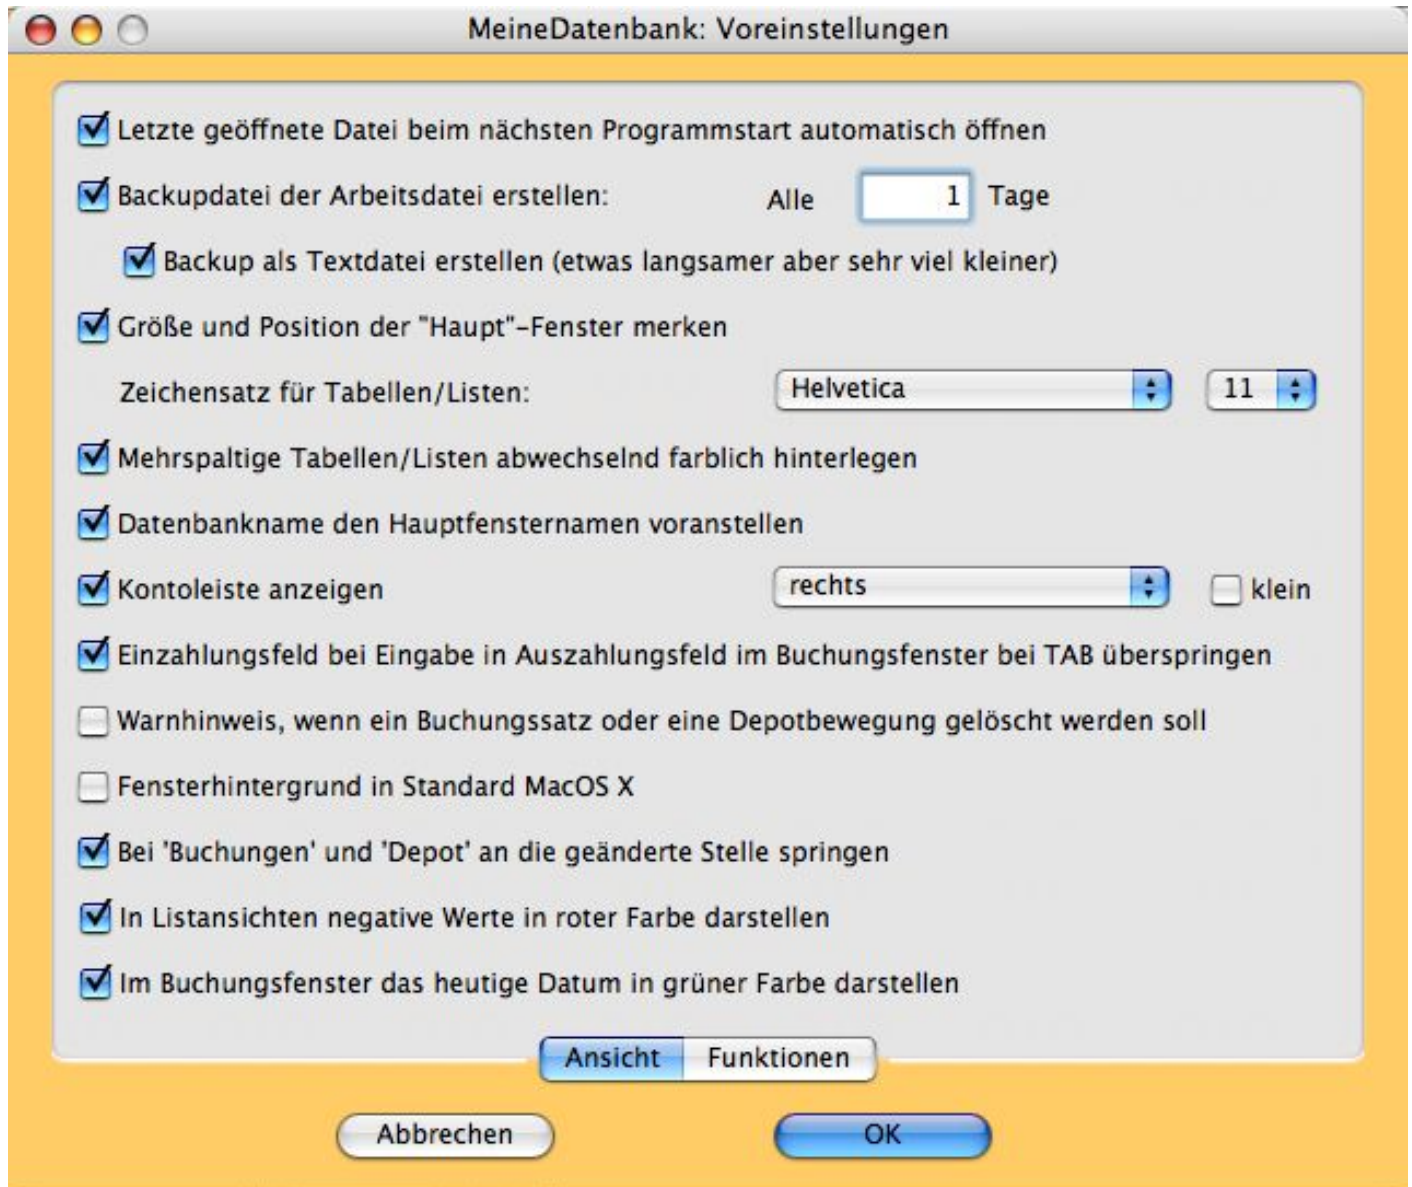 MeineDatenbank: Voreinstellungen
Letzte geöffnete Datei beim nächsten Programmstart automatisch öffnen
Backupdatei der Arbeitsdatei erstellen: Alle 1 Tage
Backup als Textdatei erstellen (etwas langsamer aber sehr viel kleiner)
Größe und Position der "Haupt"-Fenster merken
Zeichensatz für Tabellen/Listen: Helvetica 11
Mehrspaltige Tabellen/Listen abwechselnd farblich hinterlegen
Datenbankname den Hauptfensternamen voranstellen
Kontoleiste anzeigen rechts klein
Einzahlungsfeld bei Eingabe in Auszahlungsfeld im Buchungsfenster bei TAB überspringen
Warnhinweis, wenn ein Buchungssatz oder eine Depotbewegung gelöscht werden soll
Fensterhintergrund in Standard MacOS X
Bei 'Buchungen' und 'Depot' an die geänderte Stelle springen
In Listansichten negative Werte in roter Farbe darstellen
Im Buchungsfenster das heutige Datum in grüner Farbe darstellen
Ansicht Funktionen
Abbrechen OK